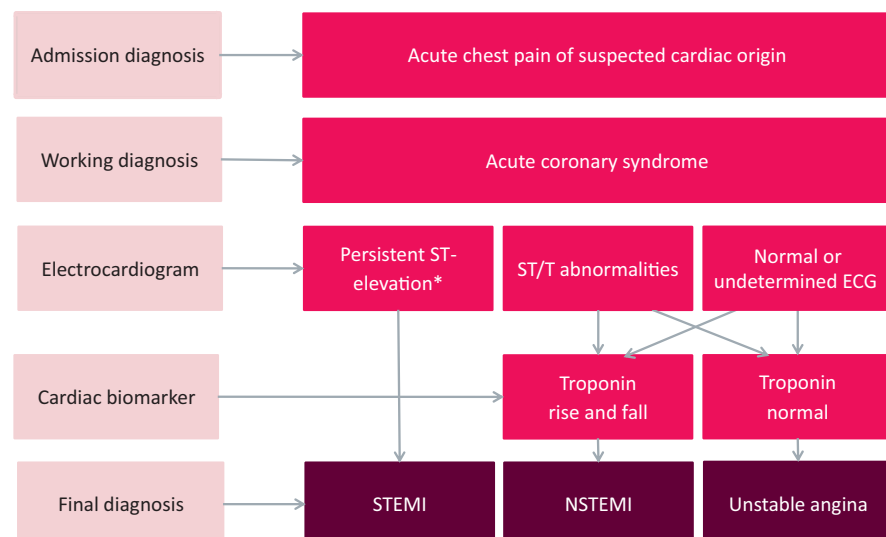 Admission diagnosis
Acute chest pain of suspected cardiac origin
Working diagnosis
Acute coronary syndrome
Electrocardiogram
Persistent ST-
elevation*
ST/T abnormalities
Normal or
undetermined ECG
Cardiac biomarker
Troponin
rise and fall
Troponin
normal
Final diagnosis
STEMI
NSTEMI
Unstable angina